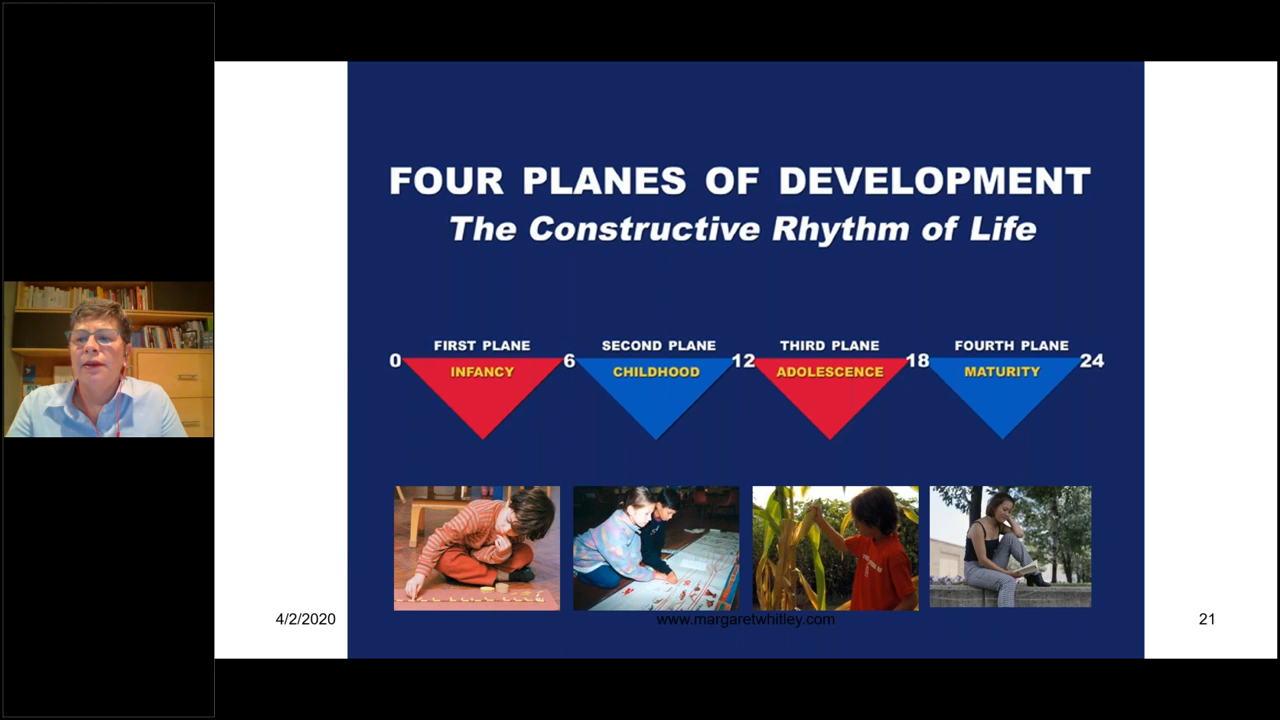 FOUR PLANES OF DEVELOPMENT
The Constructive Rhythm of Life
FIRST PLANE SECOND PLANE THIRD PLANE FOURTH PLANE
0 6 12 18 24
INFANCY CHILDHOOD ADOLESCENCE MATURITY
4/2/2020 www.margaretwhitley.com 21